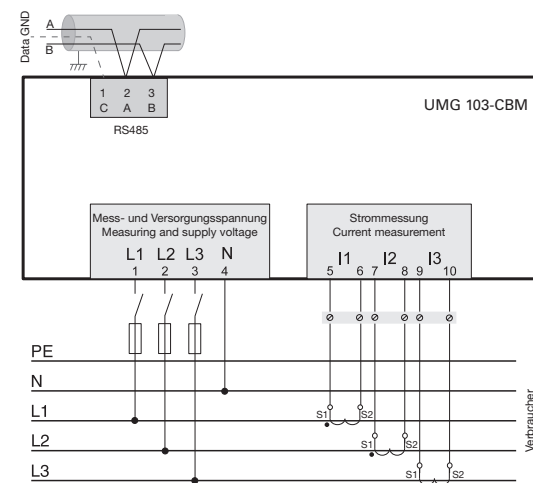 Data GND
A
B
1 2 3
C A B
RS485
UMG 103-CBM
Mess- und Versorgungsspannung
Measuring and supply voltage
L1 L2 L3 N
1 2 3 4
Strommessung
Current measurement
I1 I2 I3
5 6 7 8 9 10
PE
N
L1
S1 S2
L2
S1 S2
L3
S1 S2
Verbraucher